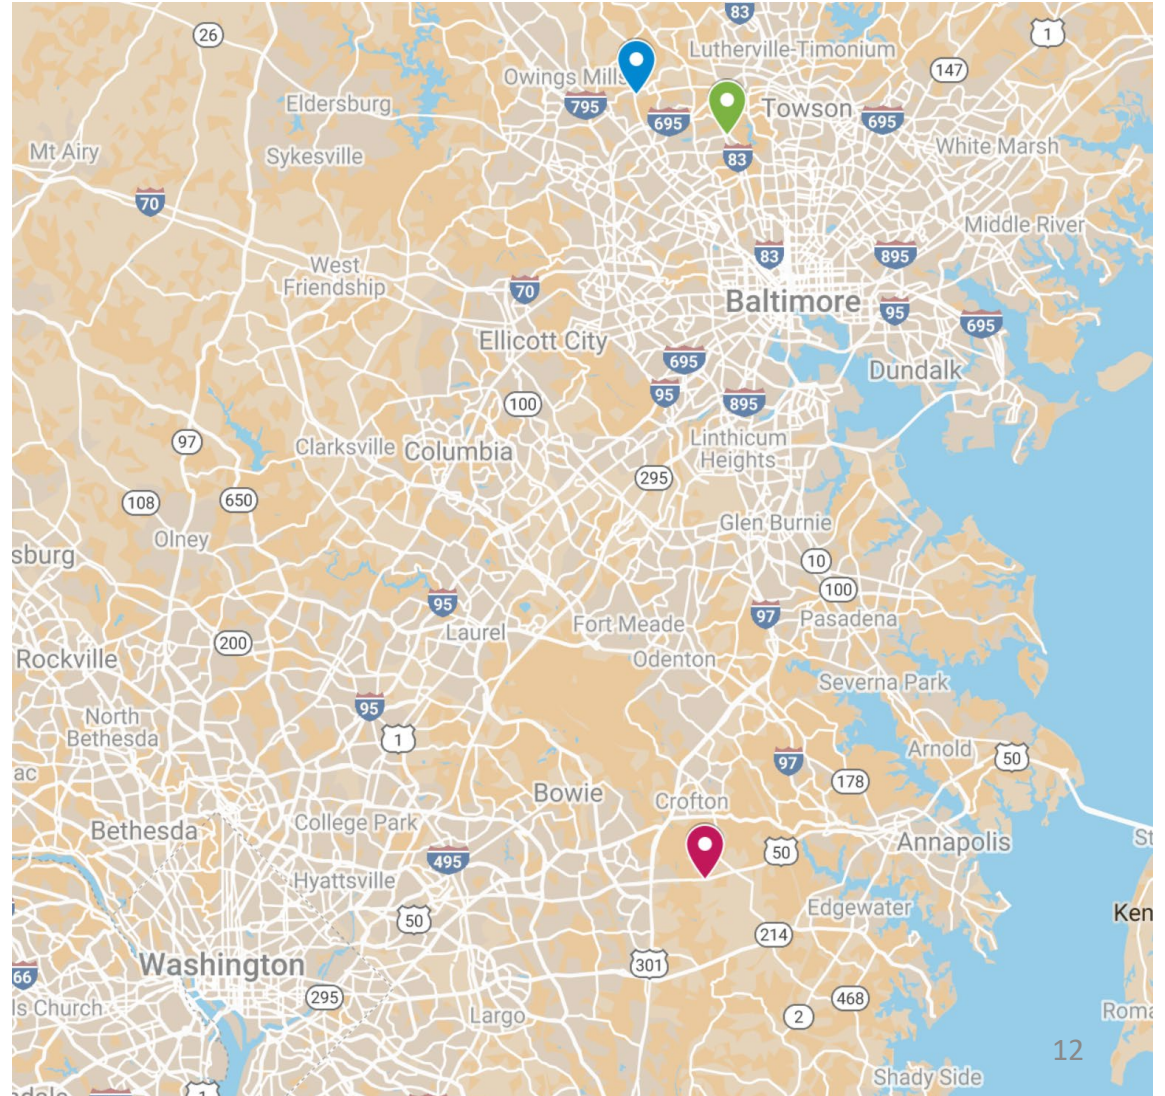 83
26
1
Lutherville-Timonium
147
Owings Mills
Eldersburg
795
Towson
695
695
Mt Airy
Sykesville
83
White Marsh
70
Middle River
West
Friendship
83
895
70
Baltimore
95
695
Ellicott City
695
Dundalk
95
895
100
97
Clarksville
Columbia
Linthicum
Heights
295
108
650
Glen Burnie
Olney
sburg
10
100
95
97
Pasadena
Laurel
Fort Meade
200
Rockville
Odenton
Severna Park
95
North
Bethesda
1
Arnold
50
97
ac
178
Bowie
Crofton
College Park
Bethesda
Annapolis
St
50
495
Hyattsville
Edgewater
Ken
50
214
Washington
301
66
295
468
ls Church
Largo
2
Roma
12
Shady Side
1
ndale